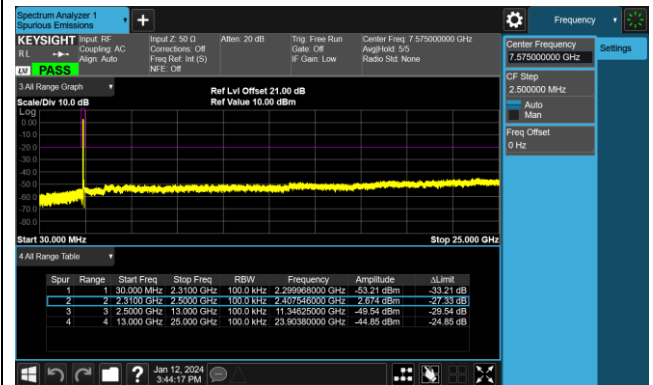 Spectrum Analyzer 1
Spurious Emissions
Frequency
KEYSIGHT
Input: RF
Input Z: 50 Ω
Atten: 20 dB
Trig: Free Run
Center Freq: 7.575000000 GHz
RL
Coupling: AC
Corrections: Off
Gate: Off
Avg|Hold: 5/5
Align: Auto
Freq Ref: Int (S)
IF Gain: Low
Radio Std: None
NFE: Off
LXI PASS
Center Frequency
7.575000000 GHz
Settings
CF Step
2.500000 MHz
Auto
Man
Freq Offset
0 Hz
3 All Range Graph
Ref Lvl Offset 21.00 dB
Scale/Div 10.0 dB
Ref Value 10.00 dBm
Log
0.00
-10.0
-20.0
-30.0
-40.0
-50.0
-60.0
-70.0
-80.0
Start 30.000 MHz
Stop 25.000 GHz
4 All Range Table
Spur Range Start Freq Stop Freq RBW Frequency Amplitude ΔLimit
1 1 30.000 MHz 2.3100 GHz 100.0 kHz 2.299968000 GHz -53.21 dBm -33.21 dB
2 2 2.3100 GHz 2.5000 GHz 100.0 kHz 2.407546000 GHz 2.674 dBm -27.33 dB
3 3 2.5000 GHz 13.000 GHz 100.0 kHz 11.34625000 GHz -49.54 dBm -29.54 dB
4 4 13.000 GHz 25.000 GHz 100.0 kHz 23.90380000 GHz -44.85 dBm -24.85 dB
Jan 12, 2024
3:44:17 PM